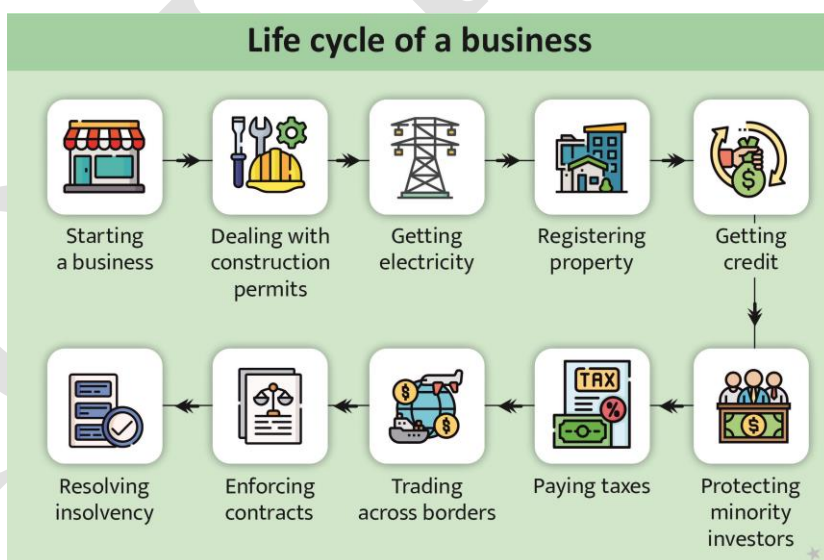 Life cycle of a business
Starting
a business
Dealing with
construction
permits
Getting
electricity
Registering
property
Getting
credit
$
TAX
%
$
$
$
Resolving
insolvency
Enforcing
contracts
Trading
across borders
Paying taxes
Protecting
minority
investors